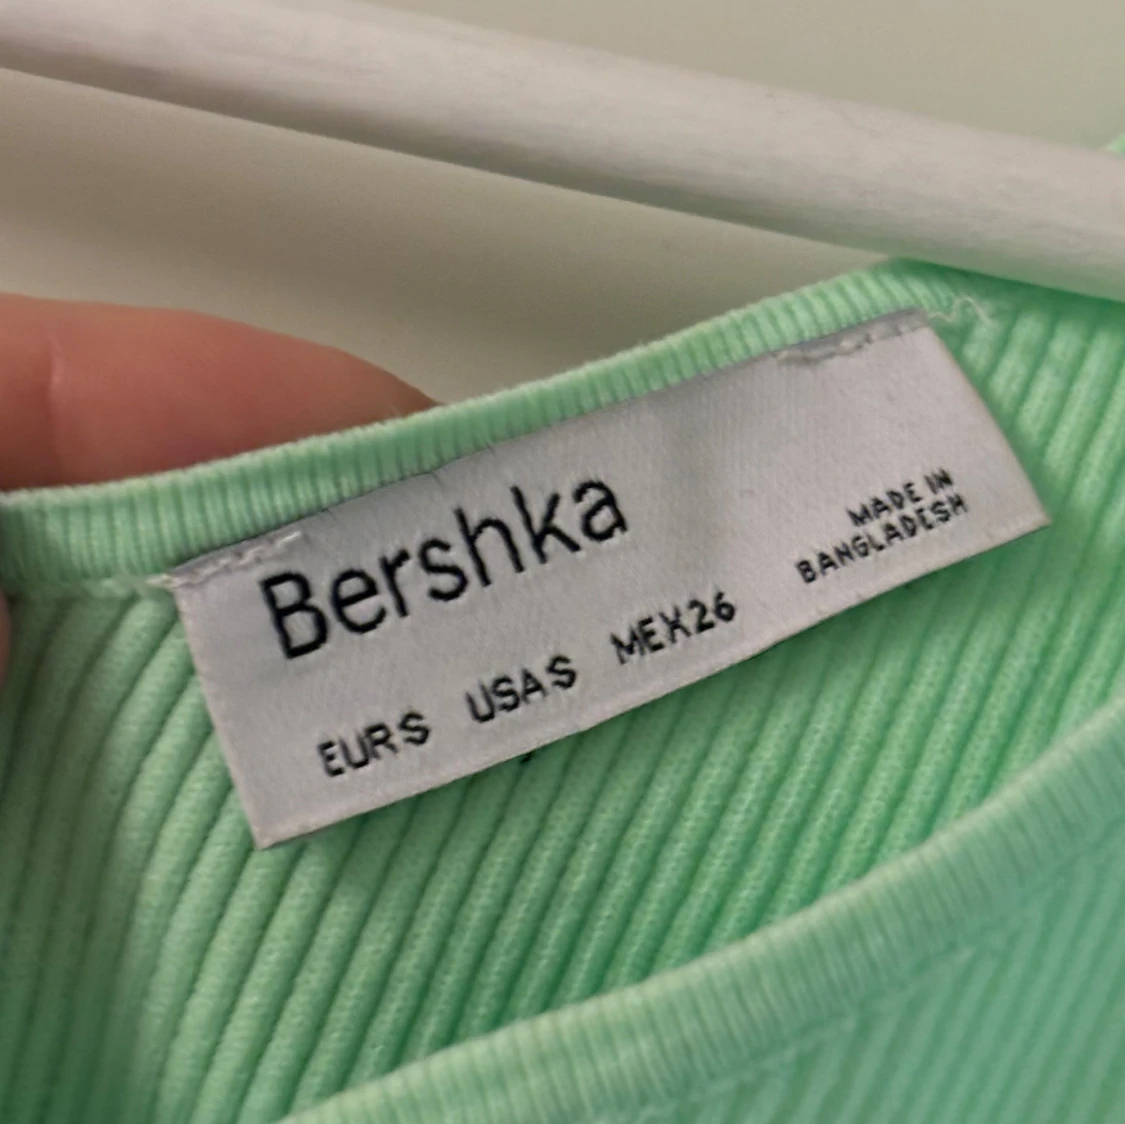 Bershka
EUR S USA S MEX 26
MADE IN
BANGLADESH